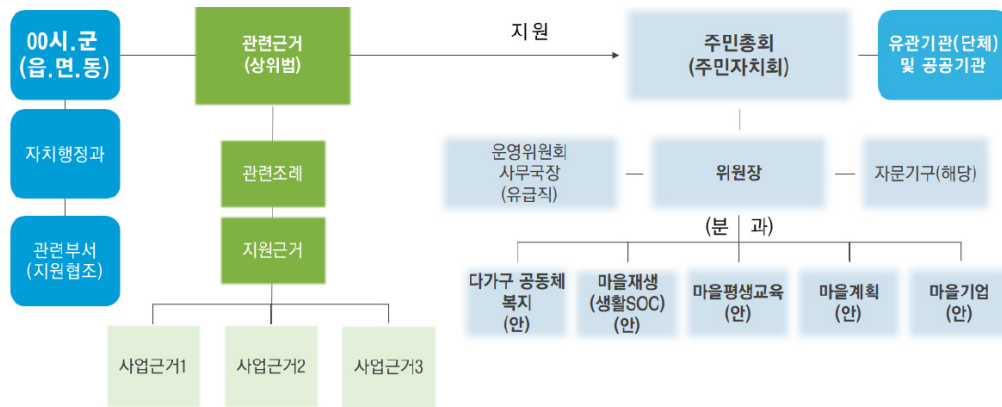 00시.군
(읍.면.동)
관련근거
(상위법)
지원
주민총회
(주민자치회)
유관기관(단체)
및 공공기관
자치행정과
관련조례
운영위원회
사무국장
(유급직)
위원장
자문기구(해당)
관련부서
(지원협조)
지원근거
(분 과)
다가구 공동체
복지
(안)
마을재생
(생활SOC)
(안)
마을평생교육
(안)
마을계획
(안)
마을기업
(안)
사업근거1
사업근거2
사업근거3